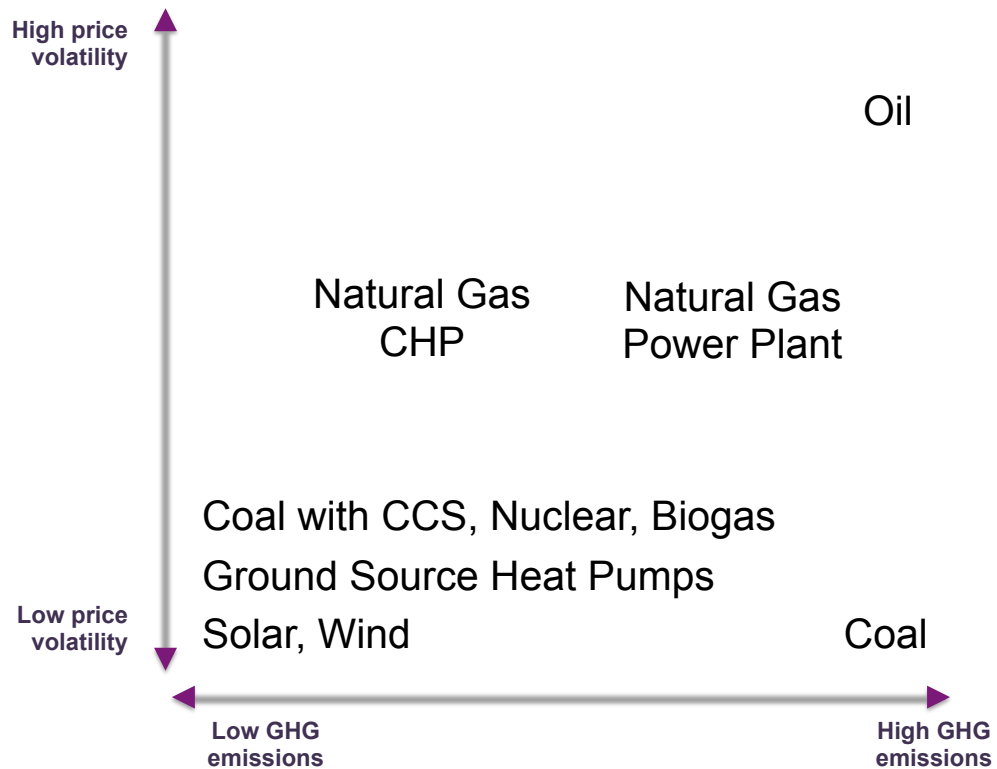 High price
volatility
Oil
Natural Gas
CHP
Natural Gas
Power Plant
Coal with CCS, Nuclear, Biogas
Ground Source Heat Pumps
Low price
volatility
Solar, Wind
Coal
Low GHG
emissions
High GHG
emissions